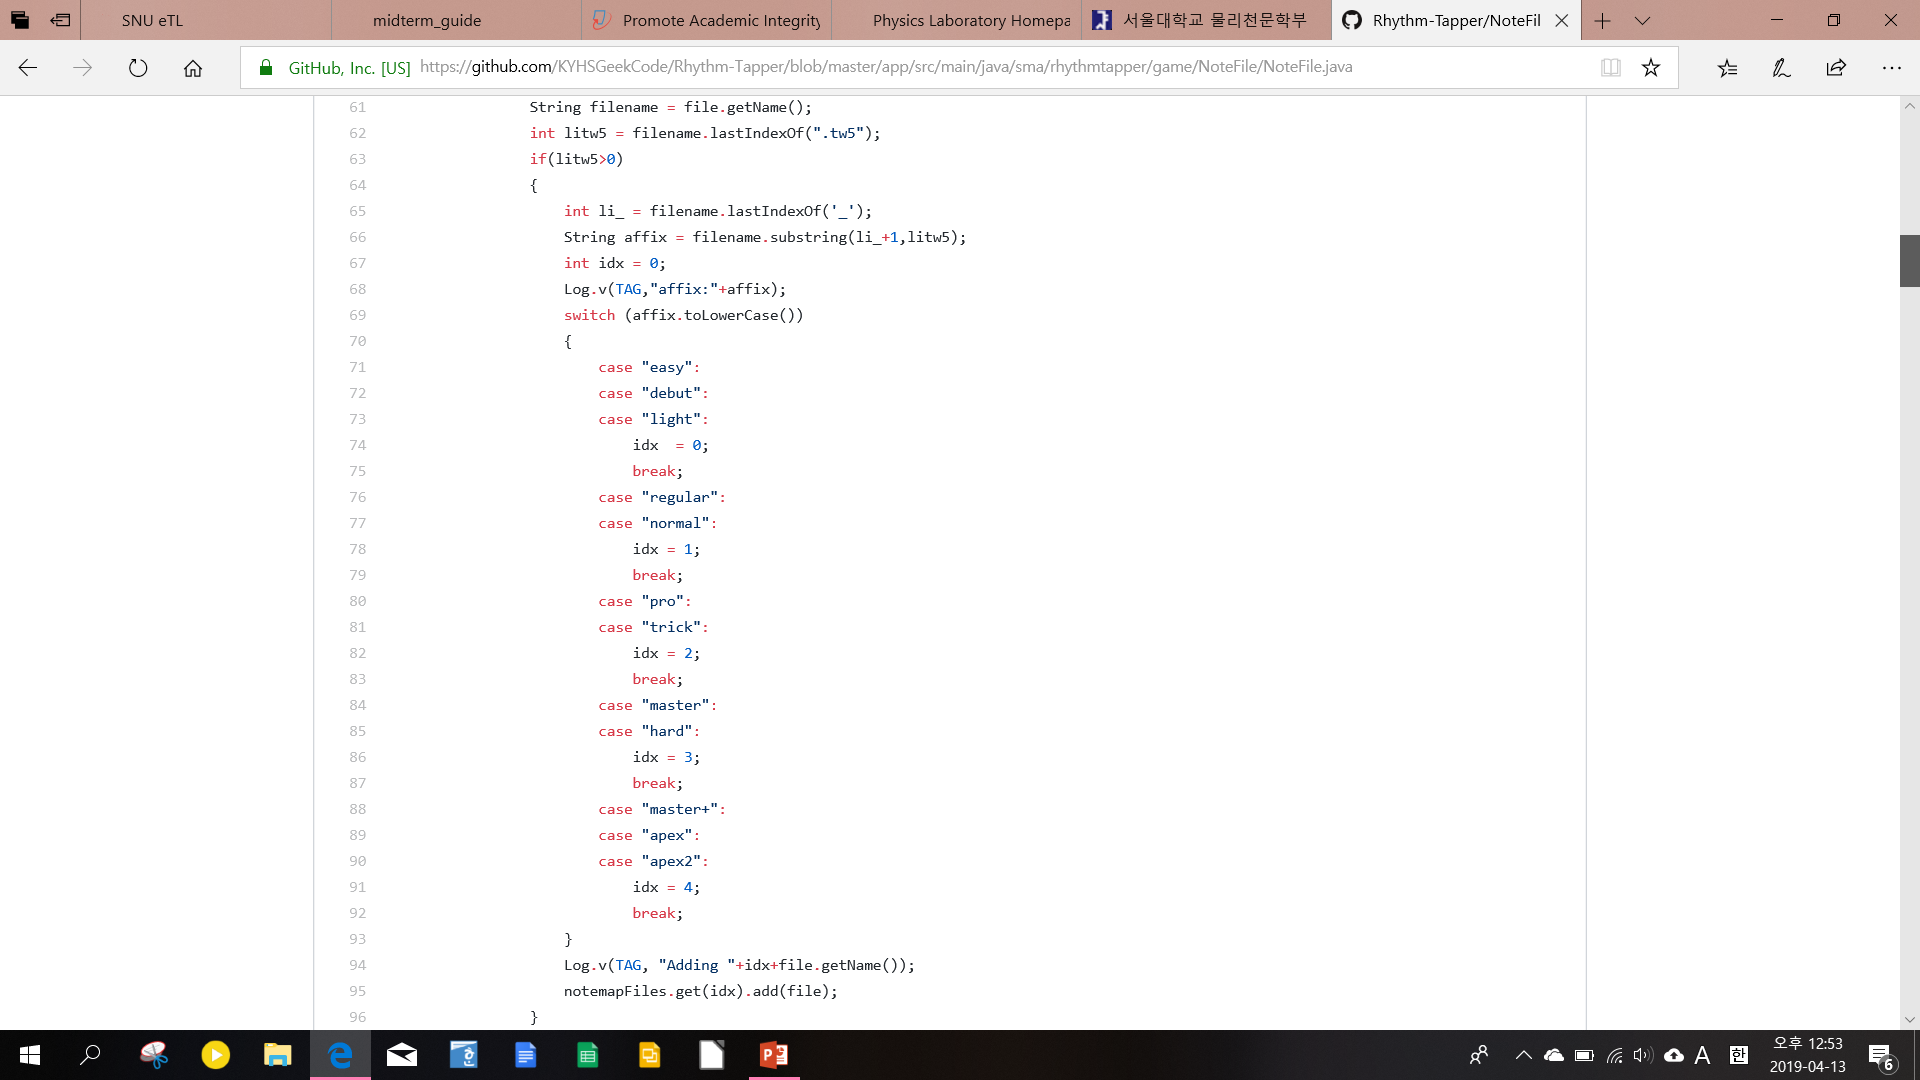 SNU eTL
midterm_guide
Promote Academic Integrity
Physics Laboratory Homepa
서울대학교 물리천문학부
Rhythm-Tapper/NoteFil
GitHub, Inc. [US] https://github.com/KYHSGeekCode/Rhythm-Tapper/blob/master/app/src/main/java/sma/rhythmtapper/game/NoteFile/NoteFile.java
61 String filename = file.getName();
62 int litw5 = filename.lastIndexOf(".tw5");
63 if(litw5>0)
64 {
65 int li_ = filename.lastIndexOf('_');
66 String affix = filename.substring(li_+1,litw5);
67 int idx = 0;
68 Log.v(TAG,"affix:"+affix);
69 switch (affix.toLowerCase())
70 {
71 case "easy":
72 case "debut":
73 case "light":
74 idx  = 0;
75 break;
76 case "regular":
77 case "normal":
78 idx = 1;
79 break;
80 case "pro":
81 case "trick":
82 idx = 2;
83 break;
84 case "master":
85 case "hard":
86 idx = 3;
87 break;
88 case "master+":
89 case "apex":
90 case "apex2":
91 idx = 4;
92 break;
93 }
94 Log.v(TAG, "Adding "+idx+file.getName());
95 notemapFiles.get(idx).add(file);
96 }
A 한
오후 12:53
2019-04-13
6